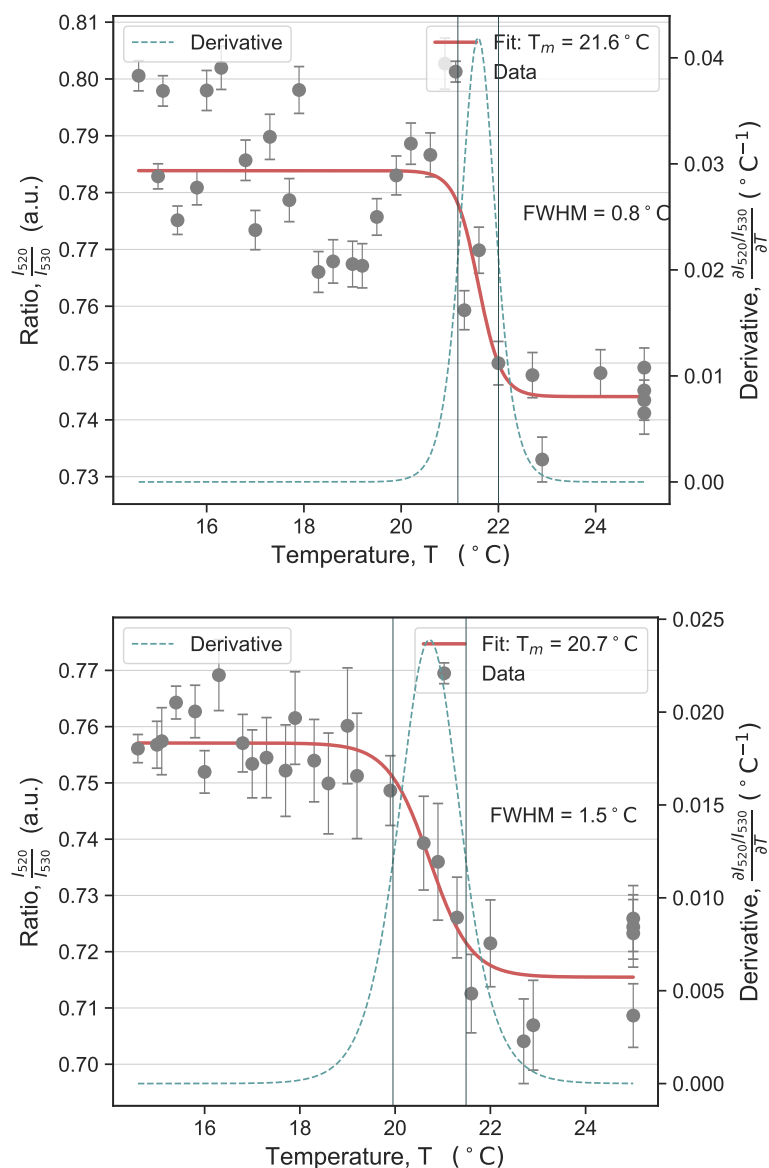 Derivative
Fit: Tₘ = 21.6 °C
Data
FWHM = 0.8 °C
0.81
0.80
0.79
0.78
0.77
0.76
0.75
0.74
0.73
Ratio, I₅₂₀/I₅₃₀ (a.u.)
0.04
0.03
0.02
0.01
0.00
Derivative, ∂I₅₂₀/I₅₃₀/∂T (°C⁻¹)
16 18 20 22 24
Temperature, T (°C)
Derivative
Fit: Tₘ = 20.7 °C
Data
FWHM = 1.5 °C
0.77
0.76
0.75
0.74
0.73
0.72
0.71
0.70
Ratio, I₅₂₀/I₅₃₀ (a.u.)
0.025
0.020
0.015
0.010
0.005
0.000
Derivative, ∂I₅₂₀/I₅₃₀/∂T (°C⁻¹)
16 18 20 22 24
Temperature, T (°C)